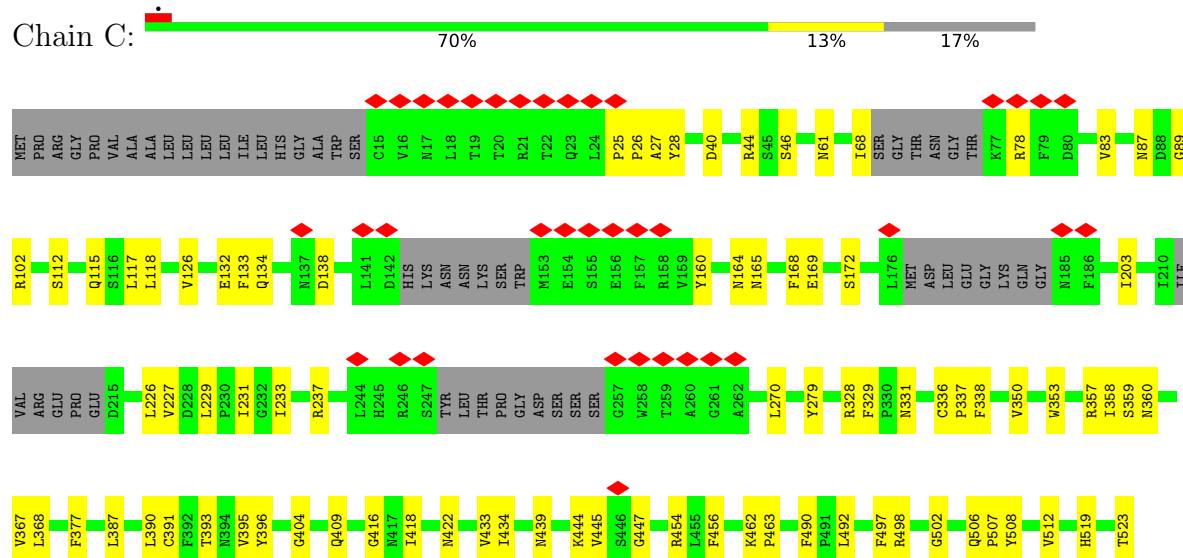 Chain C:
70% 13% 17%
MET PRO ARG GLY PRO VAL ALA ALA LEU LEU LEU LEU ILE LEU HIS GLY ALA TRP SER C15 V16 N17 L18 T19 T20 R21 T22 Q23 L24 P25 P26 A27 Y28 D40 R44 S45 S46 N61 I68 SER GLY THR ASN GLY THR K77 R78 F79 D80 V83 N87 D88 G89
R102 S112 Q115 S116 L117 L118 V126 E132 F133 Q134 N137 D138 L141 D142 HIS LYS ASN ASN LYS SER TRP M153 E154 S155 E156 F157 R158 V159 Y160 N164 N165 F168 E169 S172 L176 MET ASP LEU GLU GLY LYS GLN GLY N185 F186 I203 I210 ILE
VAL ARG GLU PRO GLU D215 L226 V227 D228 L229 P230 I231 G232 I233 R237 L244 H245 R246 S247 TYR LEU THR PRO GLY ASP SER SER SER G257 W258 T259 A260 G261 A262 L270 Y279 R328 F329 P330 N331 C336 P337 F338 V350 W353 R357 I358 S359 N360
V367 L368 F377 L387 L390 C391 F392 T393 N394 V395 Y396 G404 Q409 G416 N417 I418 N422 V433 I434 N439 K444 V445 S446 G447 R454 L455 F456 K462 P463 F490 P491 L492 F497 R498 G502 Q506 P507 Y508 V512 H519 T523